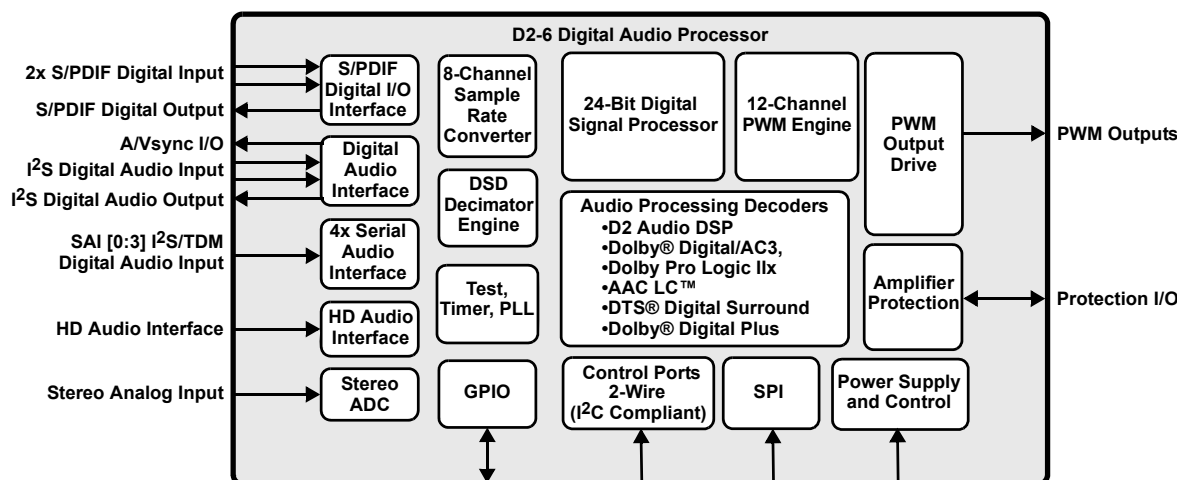 D2-6 Digital Audio Processor
2x S/PDIF Digital Input
S/PDIF Digital Output
A/Vsync I/O
I²S Digital Audio Input
I²S Digital Audio Output
SAI [0:3] I²S/TDM
Digital Audio Input
HD Audio Interface
Stereo Analog Input
S/PDIF
Digital I/O
Interface
Digital
Audio
Interface
4x Serial
Audio
Interface
HD Audio
Interface
Stereo
ADC
8-Channel
Sample
Rate
Converter
DSD
Decimator
Engine
Test,
Timer, PLL
GPIO
24-Bit Digital
Signal Processor
12-Channel
PWM Engine
Audio Processing Decoders
•D2 Audio DSP
•Dolby® Digital/AC3,
•Dolby Pro Logic IIx
•AAC LC™
•DTS® Digital Surround
•Dolby® Digital Plus
Control Ports
2-Wire
(I²C Compliant)
SPI
PWM
Output
Drive
Amplifier
Protection
Power Supply
and Control
PWM Outputs
Protection I/O